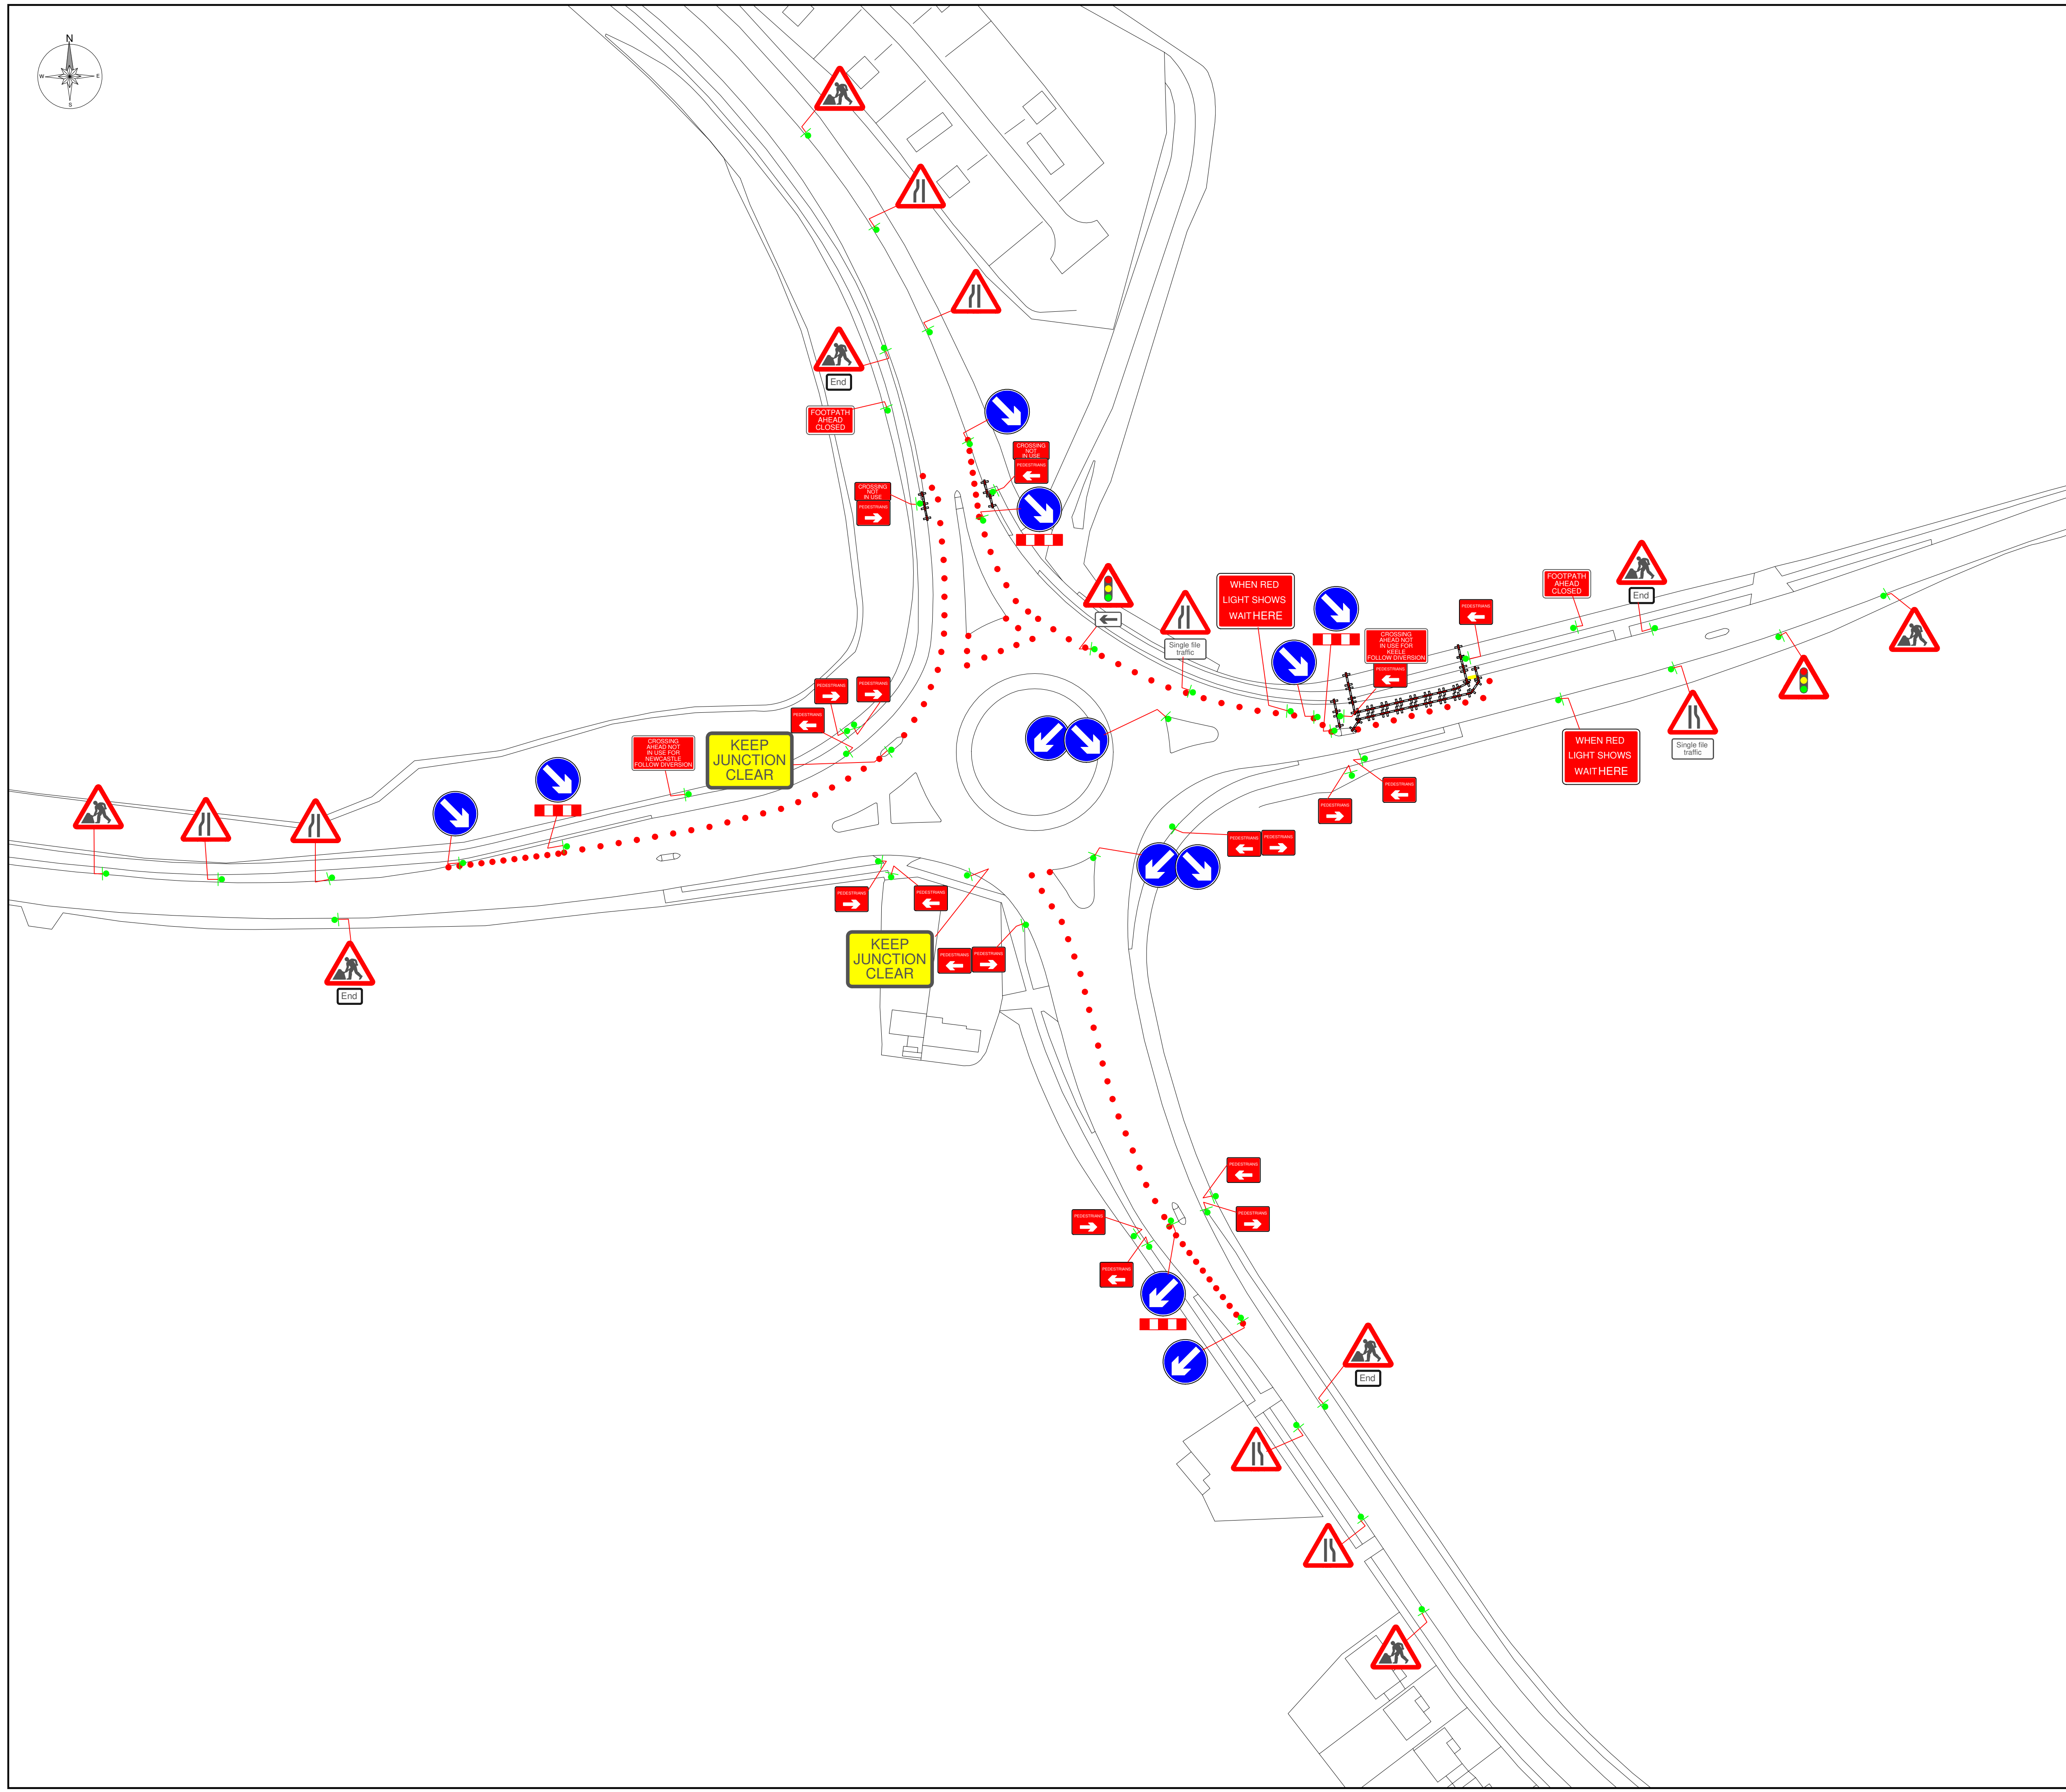 N
W
E
S
End
FOOTPATH
AHEAD
CLOSED
CROSSING
NOT
IN USE
PEDESTRIANS
CROSSING
NOT
IN USE
PEDESTRIANS
WHEN RED
LIGHT SHOWS
WAIT HERE
Single file
traffic
FOOTPATH
AHEAD
CLOSED
End
PEDESTRIANS
CROSSING
AHEAD NOT
IN USE FOR
KEELE
FOLLOW DIVERSION
PEDESTRIANS
PEDESTRIANS
PEDESTRIANS
PEDESTRIANS
CROSSING
AHEAD NOT
IN USE FOR
NEWCASTLE
FOLLOW DIVERSION
KEEP
JUNCTION
CLEAR
WHEN RED
LIGHT SHOWS
WAIT HERE
Single file
traffic
PEDESTRIANS
PEDESTRIANS
PEDESTRIANS
PEDESTRIANS
PEDESTRIANS
PEDESTRIANS
KEEP
JUNCTION
CLEAR
PEDESTRIANS
PEDESTRIANS
End
PEDESTRIANS
PEDESTRIANS
PEDESTRIANS
PEDESTRIANS
End